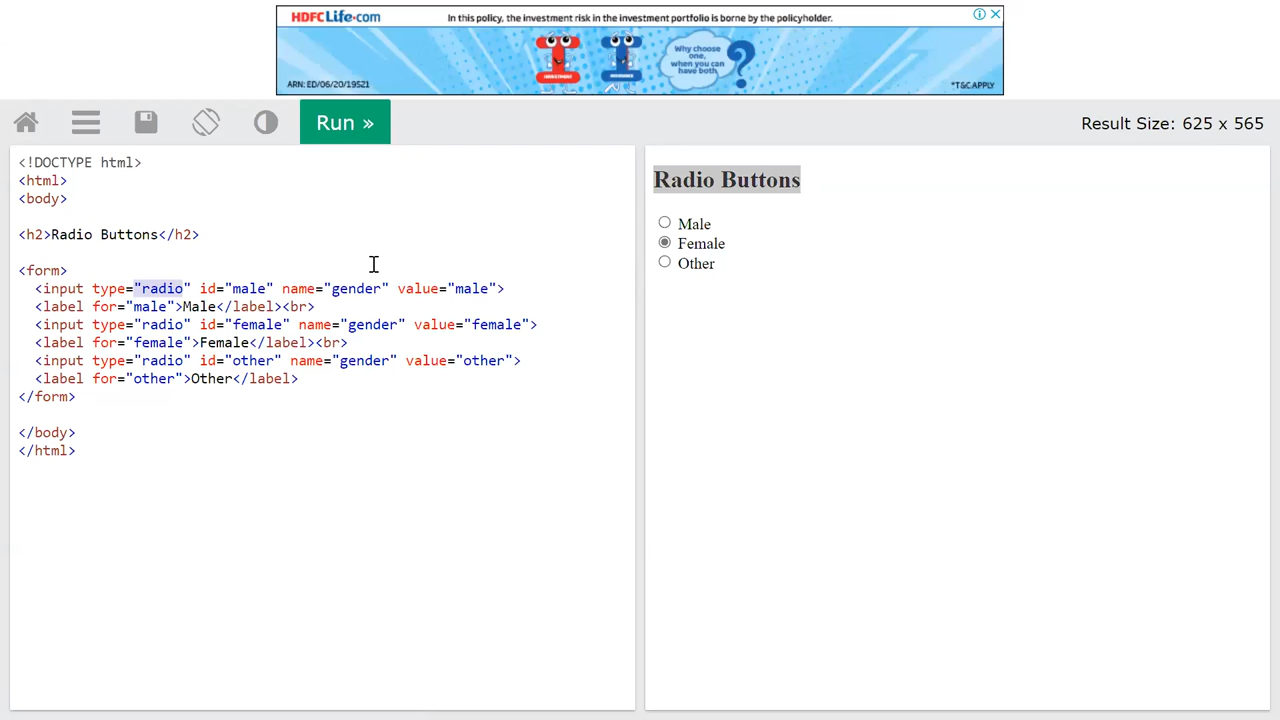 HDFC Life.com
In this policy, the investment risk in the investment portfolio is borne by the policyholder.
Why choose
one,
when you can
have both
?
INVESTMENT
INSURANCE
ARN: ED/06/20/19521
*T&C APPLY
Run »
Result Size: 625 x 565
<!DOCTYPE html>
<html>
<body>
<h2>Radio Buttons</h2>
<form>
<input type="radio" id="male" name="gender" value="male">
<label for="male">Male</label><br>
<input type="radio" id="female" name="gender" value="female">
<label for="female">Female</label><br>
<input type="radio" id="other" name="gender" value="other">
<label for="other">Other</label>
</form>
</body>
</html>
Radio Buttons
Male
Female
Other